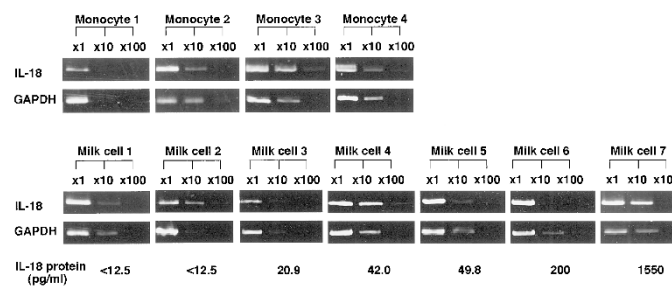 Monocyte 1 Monocyte 2 Monocyte 3 Monocyte 4
x1 x10 x100 x1 x10 x100 x1 x10 x100 x1 x10 x100
IL-18
GAPDH
Milk cell 1 Milk cell 2 Milk cell 3 Milk cell 4 Milk cell 5 Milk cell 6 Milk cell 7
x1 x10 x100 x1 x10 x100 x1 x10 x100 x1 x10 x100 x1 x10 x100 x1 x10 x100 x1 x10 x100
IL-18
GAPDH
IL-18 protein <12.5 <12.5 20.9 42.0 49.8 200 1550
(pg/ml)